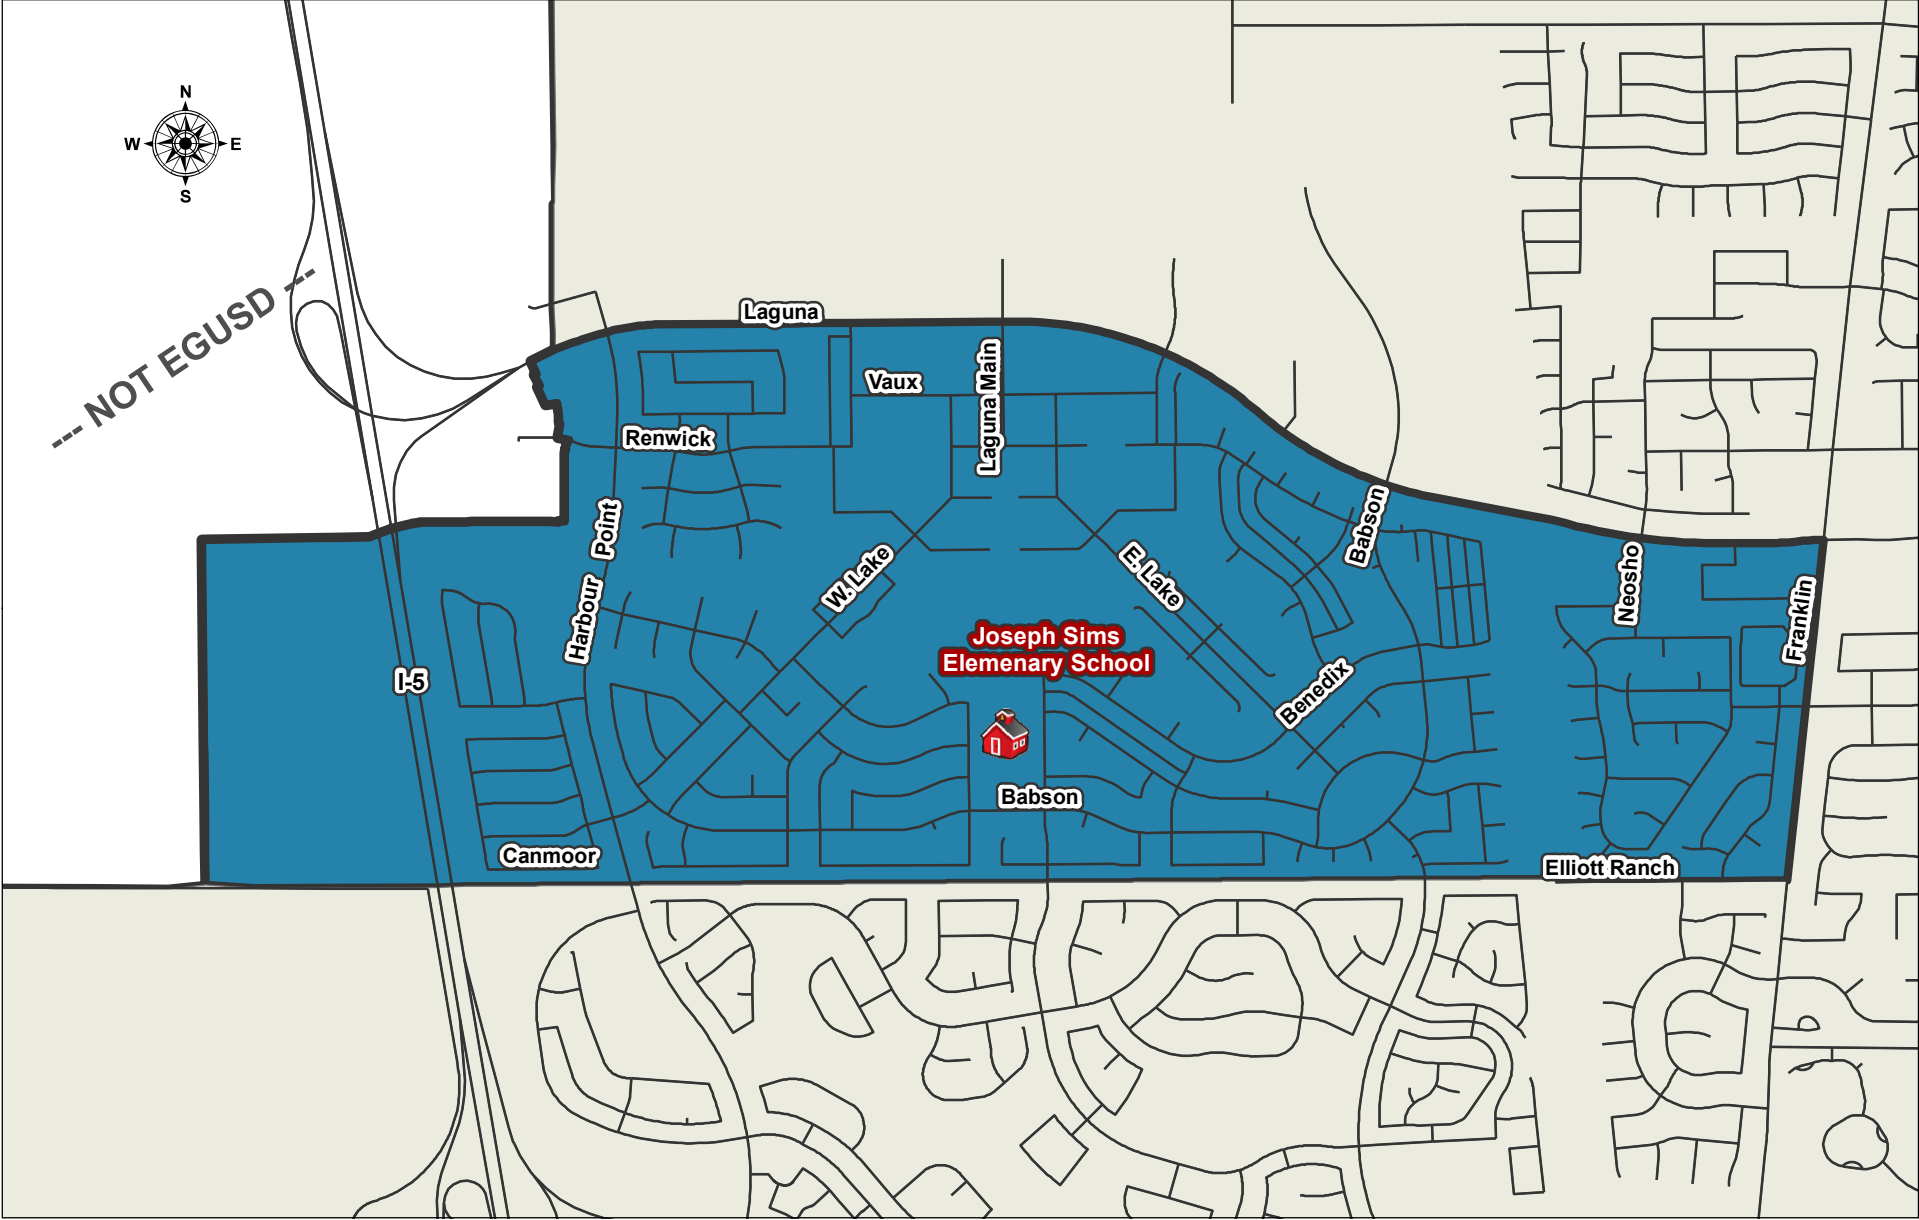 N
W E
S
--- NOT EGUSD ---
Laguna
Vaux
Laguna Main
Renwick
Harbour Point
W. Lake
E. Lake
Babson
Neosho
Franklin
Joseph Sims
Elemenary School
I-5
Benedix
Babson
Canmoor
Elliott Ranch